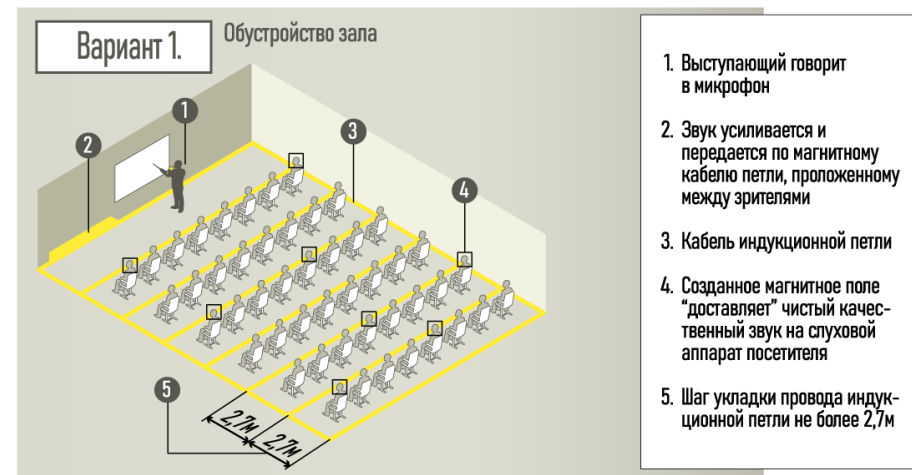 Вариант 1.
Обустройство зала
1
2
3
4
5
2,7м
2,7м
1. Выступающий говорит
в микрофон
2. Звук усиливается и
передается по магнитному
кабелю петли, проложенному
между зрителями
3. Кабель индукционной петли
4. Созданное магнитное поле
"доставляет" чистый качес-
твенный звук на слуховой
аппарат посетителя
5. Шаг укладки провода индук-
ционной петли не более 2,7м